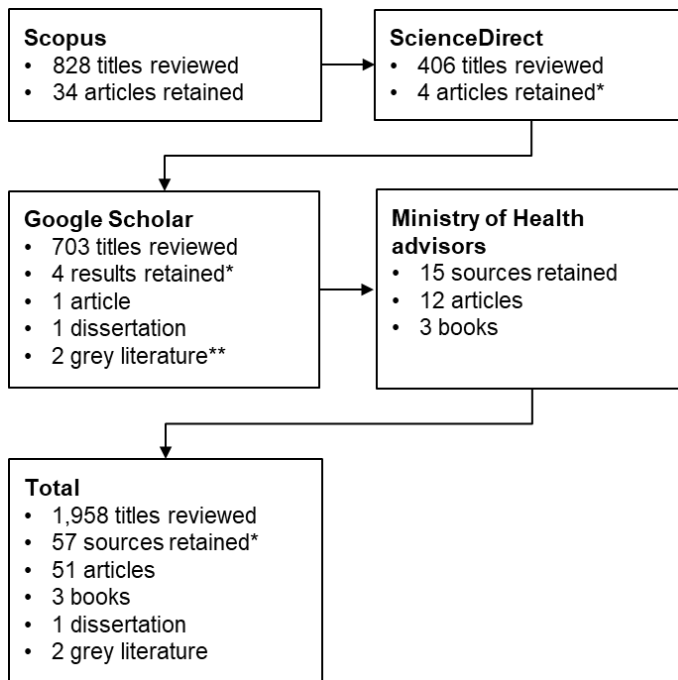 Scopus
• 828 titles reviewed
• 34 articles retained
ScienceDirect
• 406 titles reviewed
• 4 articles retained*
Google Scholar
• 703 titles reviewed
• 4 results retained*
• 1 article
• 1 dissertation
• 2 grey literature**
Ministry of Health
advisors
• 15 sources retained
• 12 articles
• 3 books
Total
• 1,958 titles reviewed
• 57 sources retained*
• 51 articles
• 3 books
• 1 dissertation
• 2 grey literature